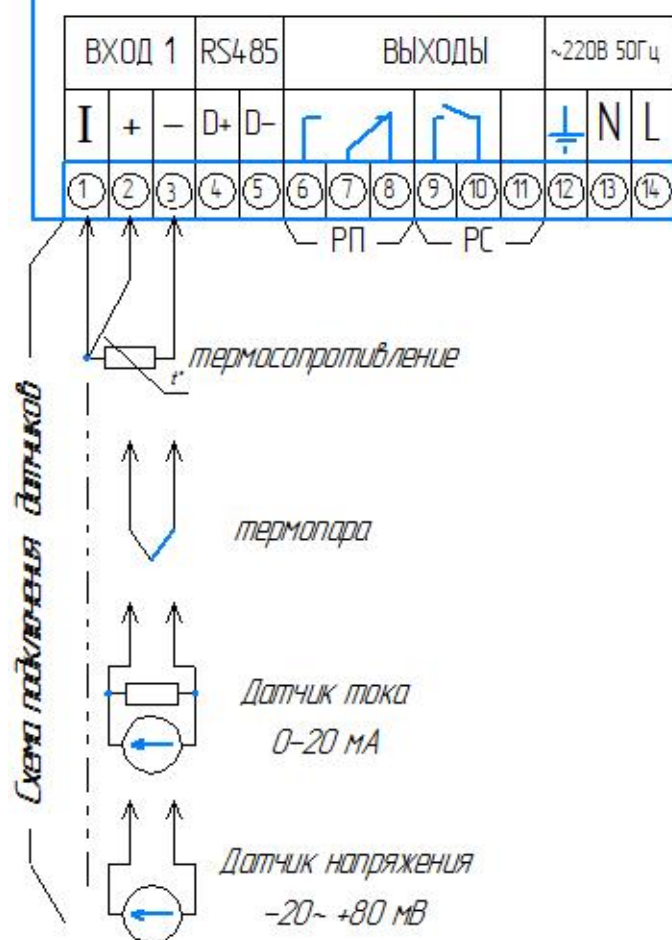 ВХОД 1 RS485 ВЫХОДЫ ~220В 50Гц
I + − D+ D− N L
1 2 3 4 5 6 7 8 9 10 11 12 13 14
РП РС
термосопротивление
t°
Схема подключения датчиков
термопара
Датчик тока
0−20 мА
Датчик напряжения
−20~ +80 мВ